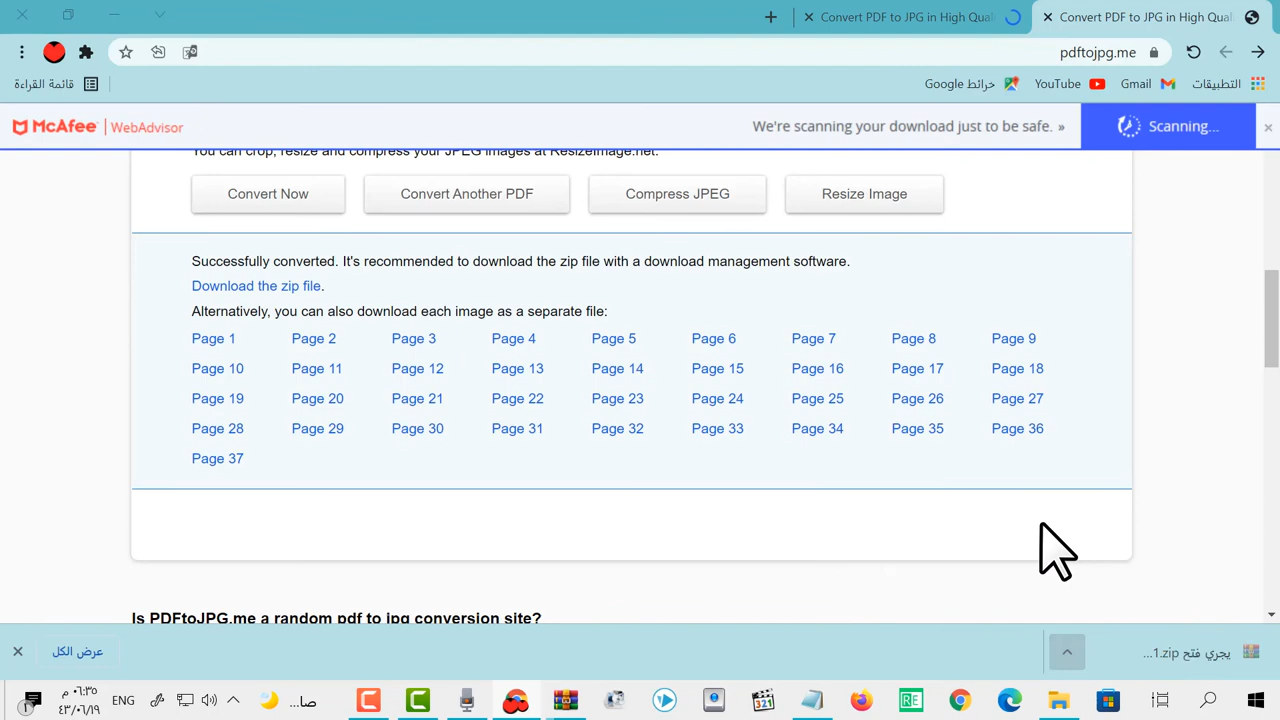 Convert PDF to JPG in High Qual
Convert PDF to JPG in High Qual
pdftojpg.me
قائمة القراءة
خرائط Google
YouTube
Gmail
التطبيقات
McAfee | WebAdvisor
We're scanning your download just to be safe. »
Scanning...
You can crop, resize and compress your JPEG images at ResizeImage.net.
Convert Now
Convert Another PDF
Compress JPEG
Resize Image
Successfully converted. It's recommended to download the zip file with a download management software.
Download the zip file.
Alternatively, you can also download each image as a separate file:
Page 1 Page 2 Page 3 Page 4 Page 5 Page 6 Page 7 Page 8 Page 9
Page 10 Page 11 Page 12 Page 13 Page 14 Page 15 Page 16 Page 17 Page 18
Page 19 Page 20 Page 21 Page 22 Page 23 Page 24 Page 25 Page 26 Page 27
Page 28 Page 29 Page 30 Page 31 Page 32 Page 33 Page 34 Page 35 Page 36
Page 37
Is PDFtoJPG.me a random pdf to jpg conversion site?
عرض الكل
يجري فتح 1.zip...
٠٦:٣٥ م
٤٣/٠٦/١٩
ENG
صا...
321
RE